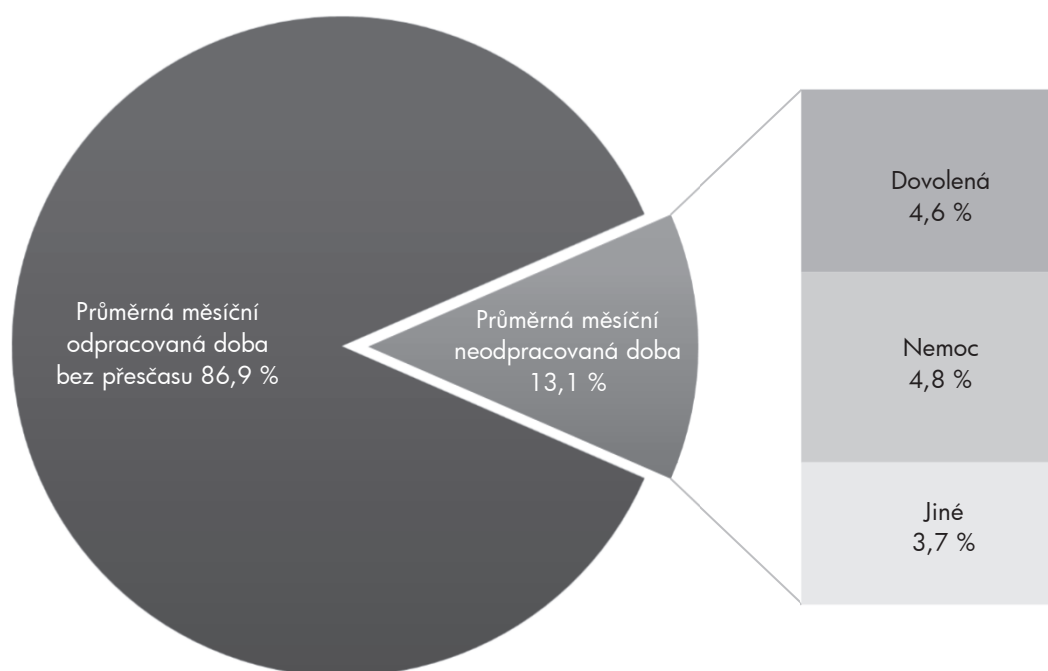 Průměrná měsíční
odpracovaná doba
bez přesčasu 86,9 %
Průměrná měsíční
neodpracovaná doba
13,1 %
Dovolená
4,6 %
Nemoc
4,8 %
Jiné
3,7 %